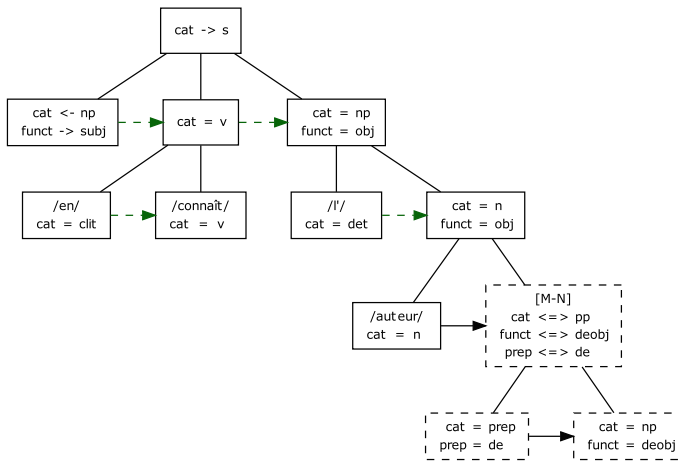 cat -> s
cat <- np
funct -> subj
cat = v
cat = np
funct = obj
/en/
cat = clit
/connaît/
cat = v
/l'/
cat = det
cat = n
funct = obj
/auteur/
cat = n
[M-N]
cat <=> pp
funct <=> deobj
prep <=> de
cat = prep
prep = de
cat = np
funct = deobj